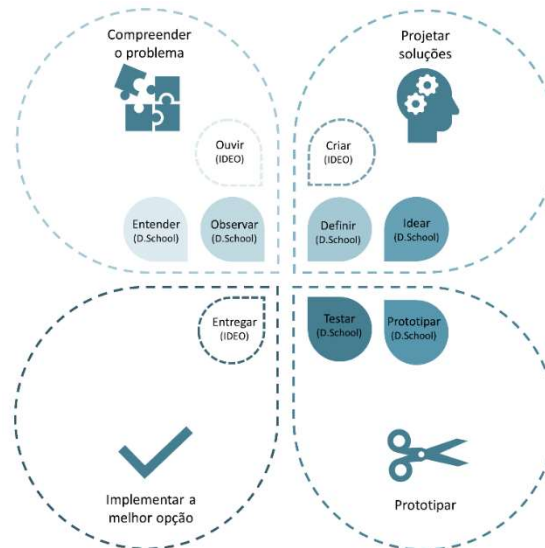 Compreender
o problema
Projetar
soluções
Ouvir
(IDEO)
Criar
(IDEO)
Entender
(D.School)
Observar
(D.School)
Definir
(D.School)
Idear
(D.School)
Entregar
(IDEO)
Testar
(D.School)
Prototipar
(D.School)
Implementar a
melhor opção
Prototipar